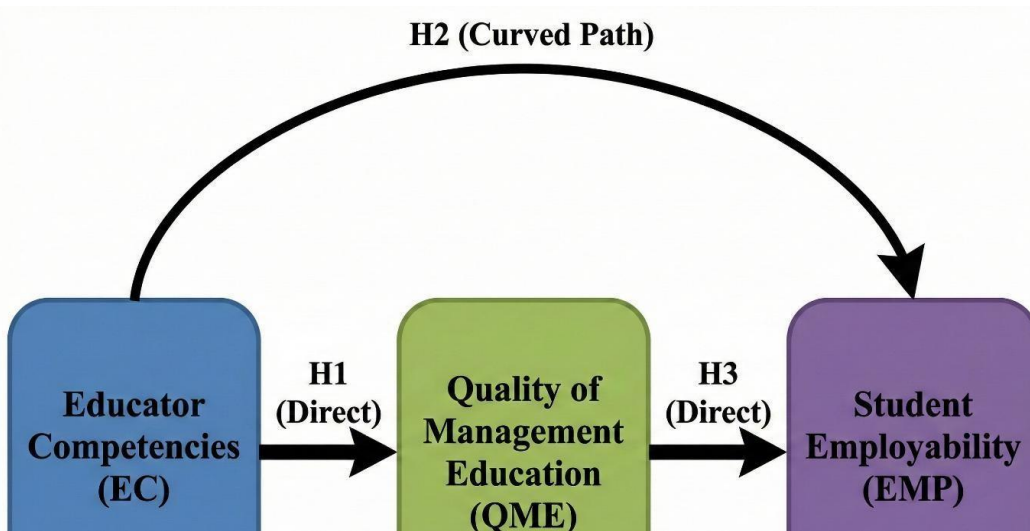 H2 (Curved Path)
Educator
Competencies
(EC)
H1
(Direct)
Quality of
Management
Education
(QME)
H3
(Direct)
Student
Employability
(EMP)